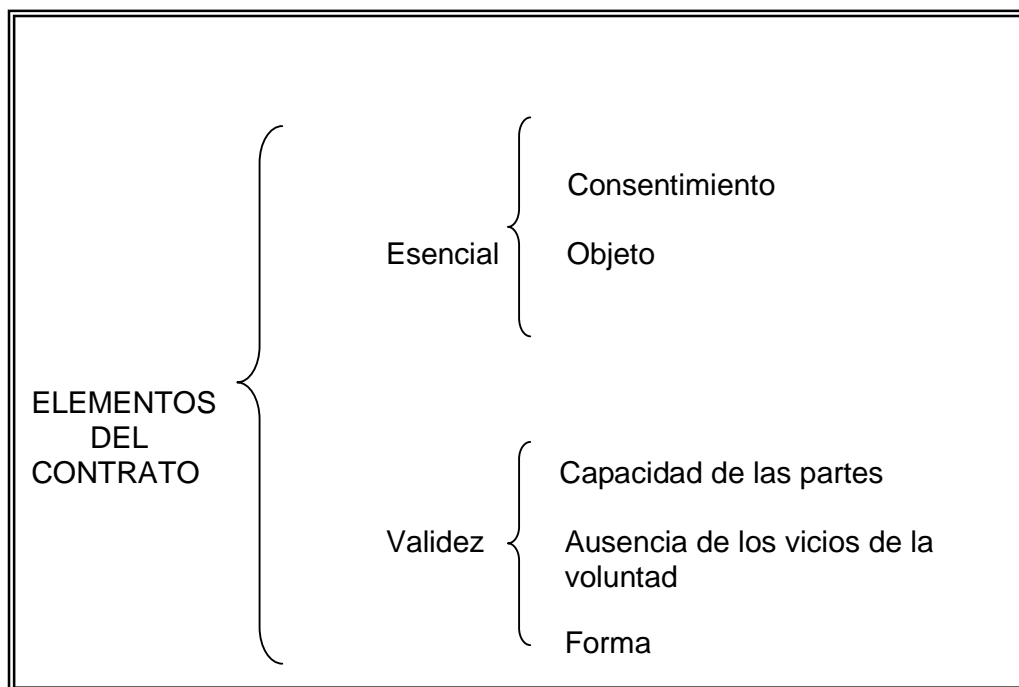 ELEMENTOS
DEL
CONTRATO
Esencial
Consentimiento
Objeto
Validez
Capacidad de las partes
Ausencia de los vicios de la
voluntad
Forma